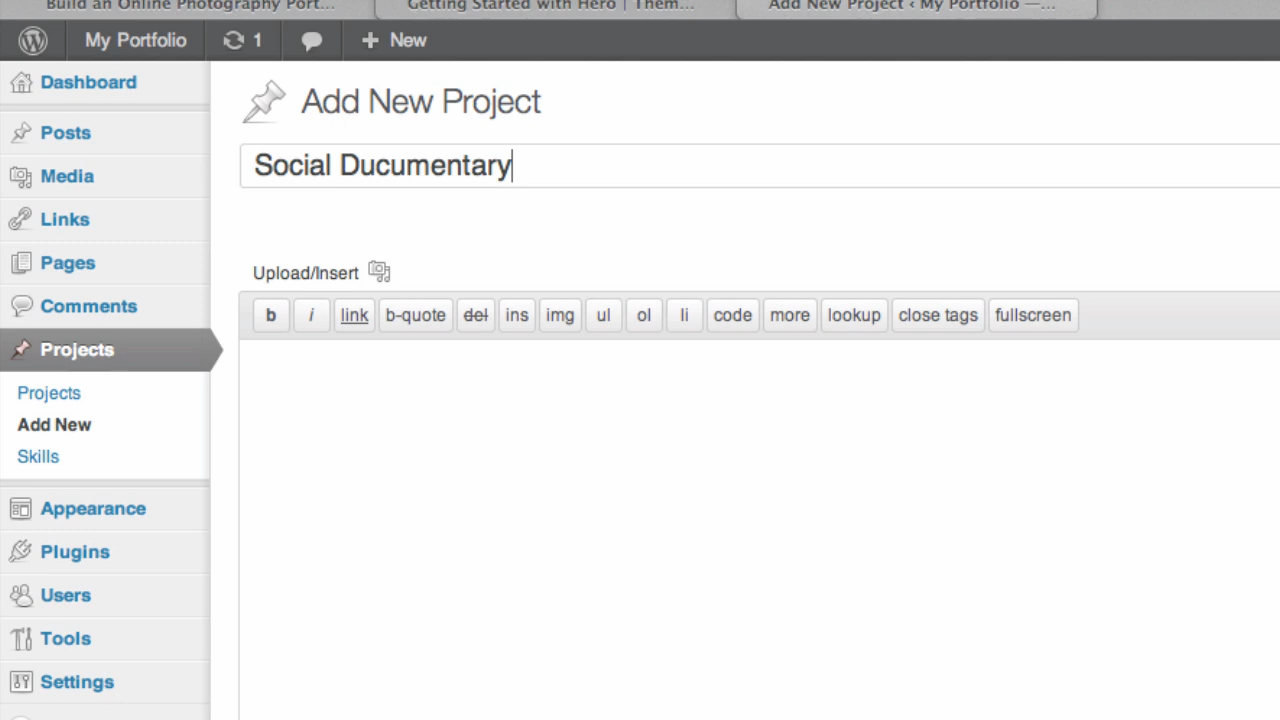 Build an Online Photography Port...
Getting Started with Hero | Them...
Add New Project ‹ My Portfolio —...
My Portfolio
1
New
Dashboard
Posts
Media
Links
Pages
Comments
Projects
Projects
Add New
Skills
Appearance
Plugins
Users
Tools
Settings
Add New Project
Social Ducumentary
Upload/Insert
b
i
link
b-quote
del
ins
img
ul
ol
li
code
more
lookup
close tags
fullscreen